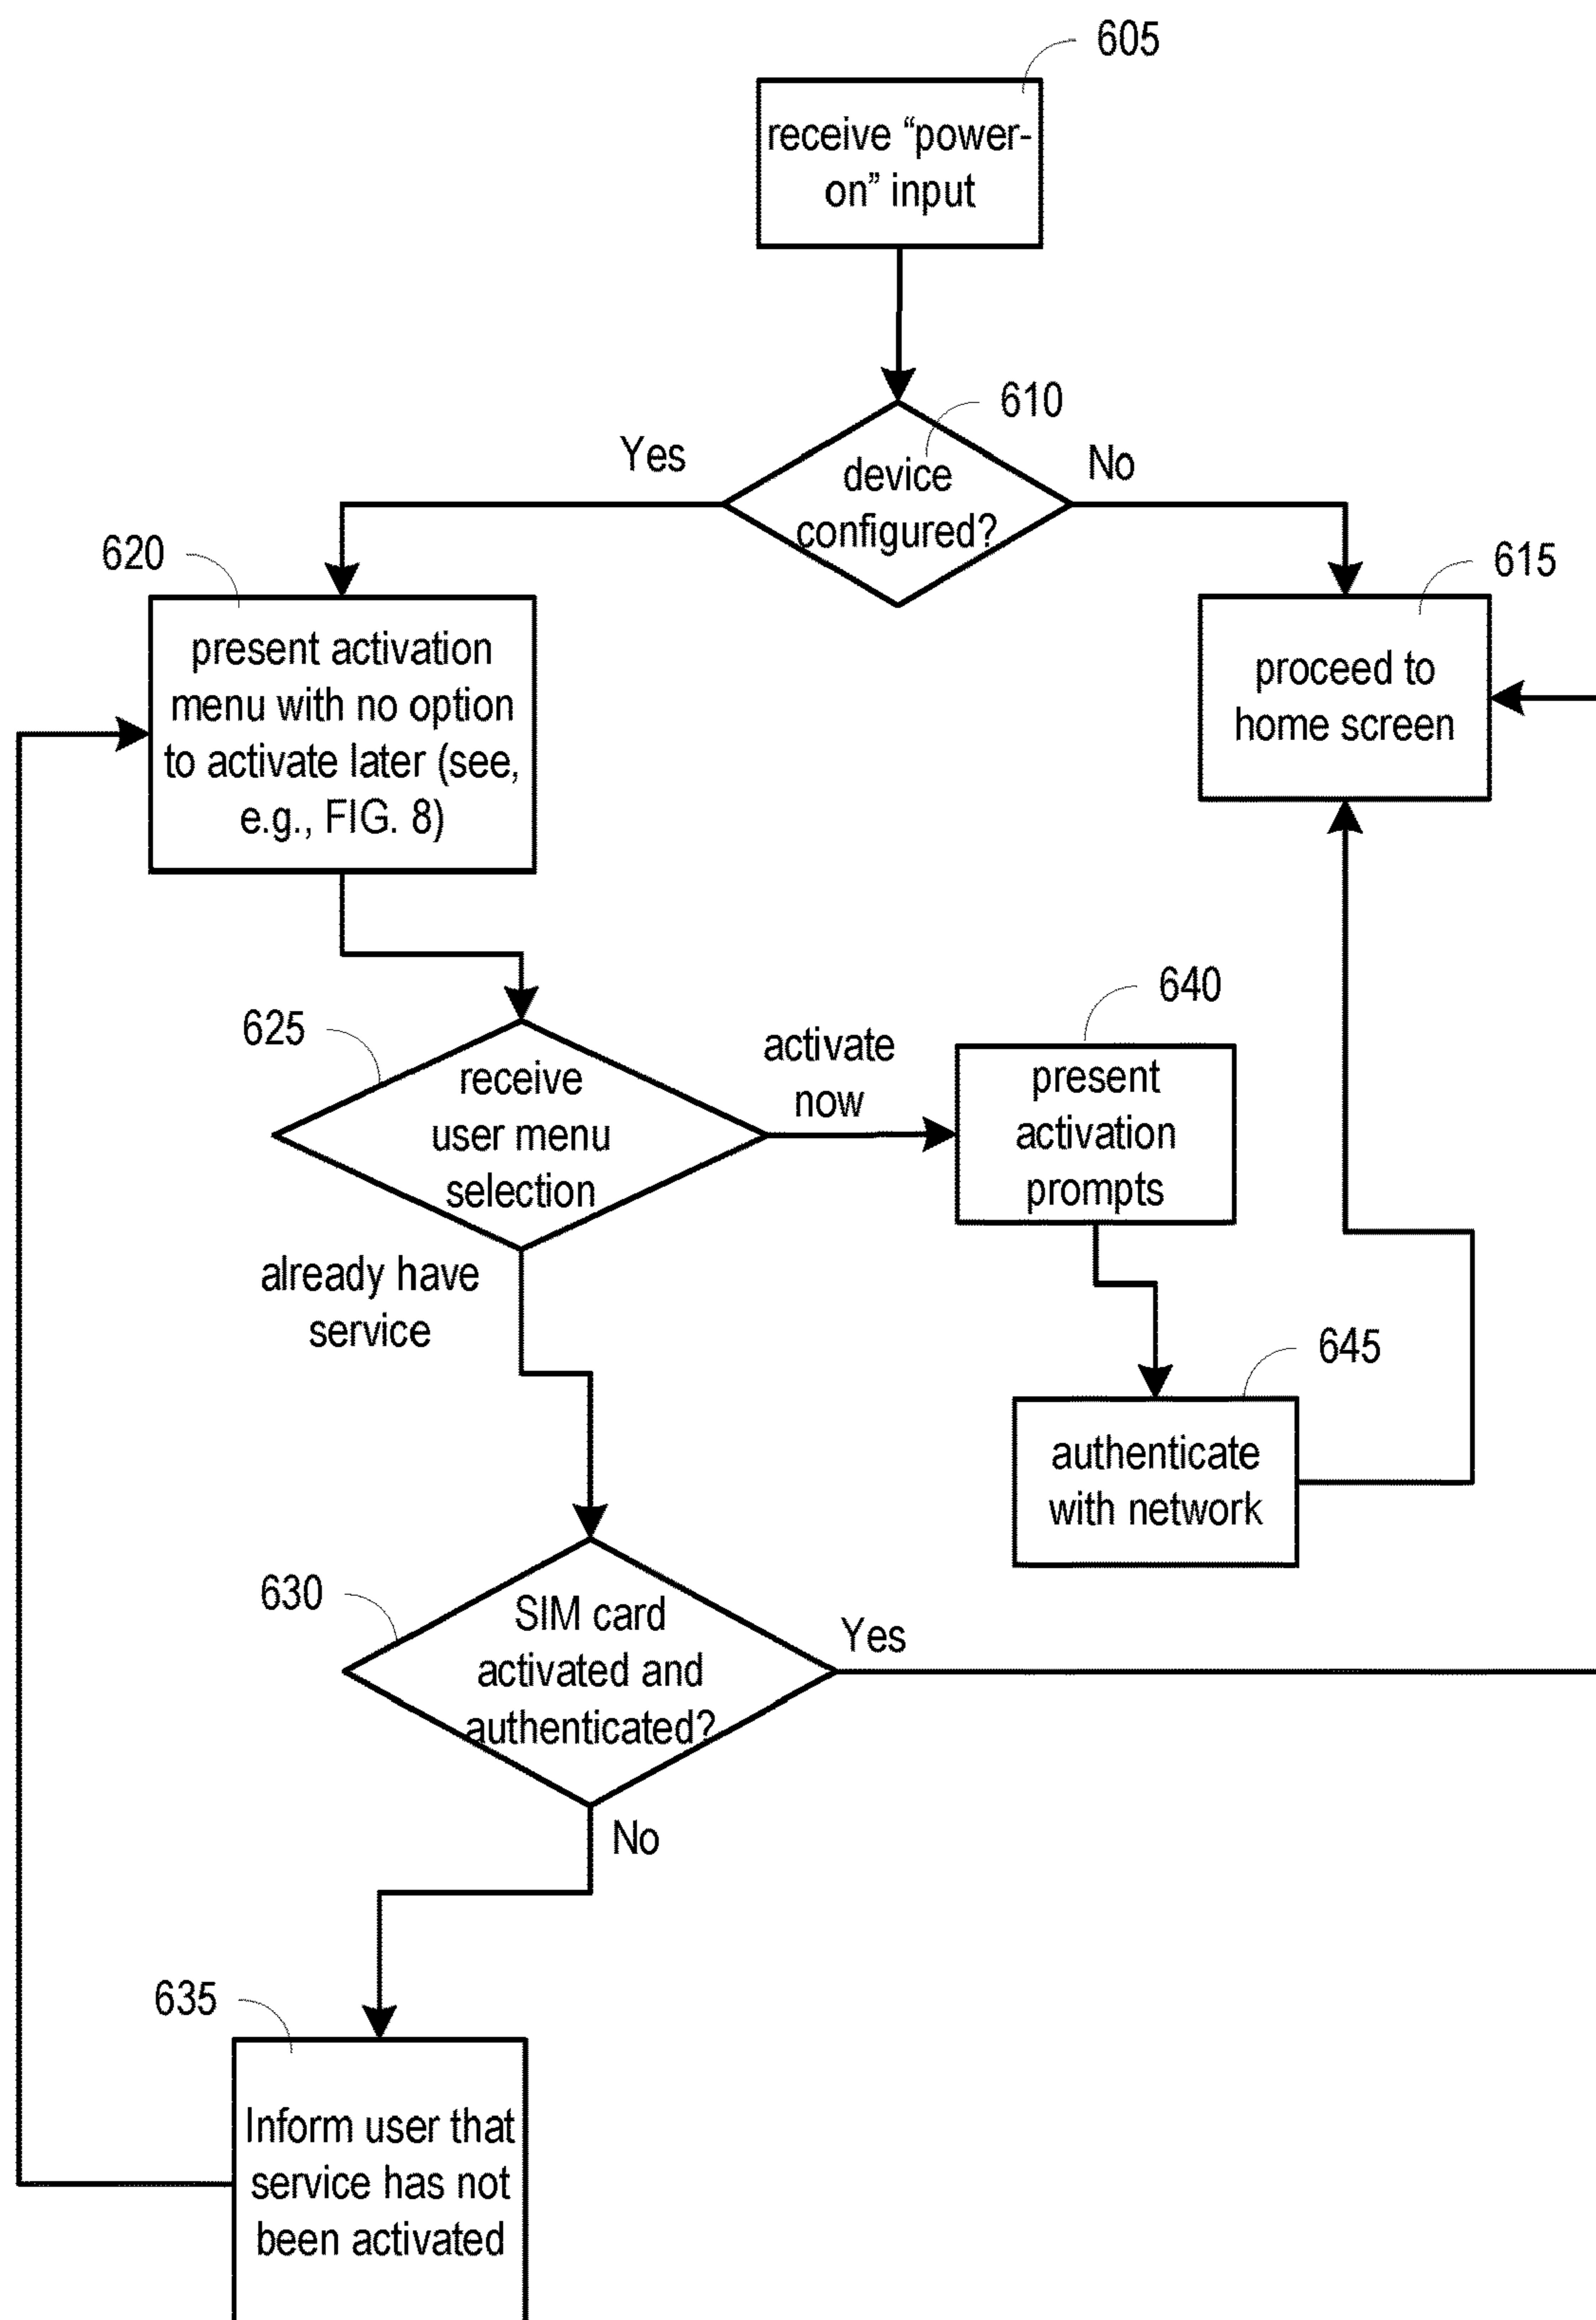 605
receive “power-
on” input
610
Yes
No
device
configured?
620
615
present activation
menu with no option
to activate later (see,
e.g., FIG. 8)
proceed to
home screen
625
640
receive
user menu
selection
activate
now
present
activation
prompts
already have
service
645
authenticate
with network
630
SIM card
activated and
authenticated?
Yes
No
635
Inform user that
service has not
been activated